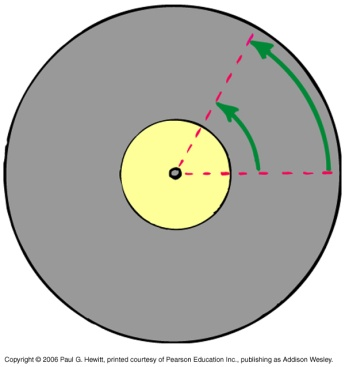 Copyright © 2006 Paul G. Hewitt, printed courtesy of Pearson Education Inc., publishing as Addison Wesley.